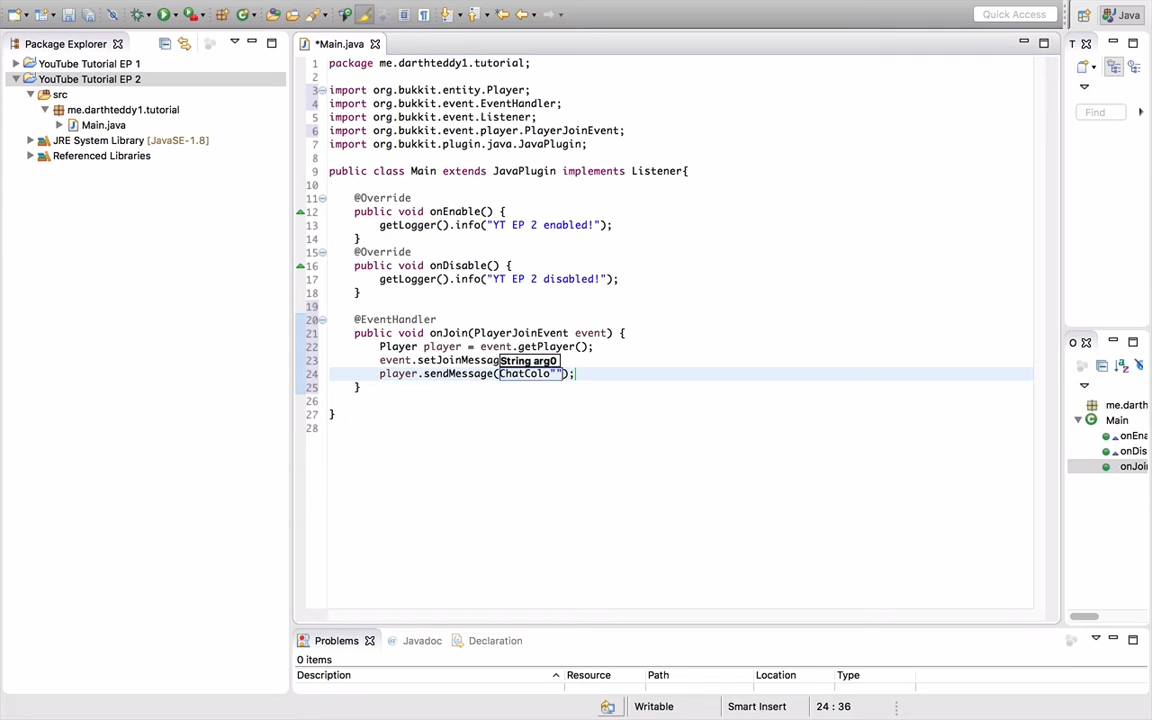 Quick Access
Java
Package Explorer
YouTube Tutorial EP 1
YouTube Tutorial EP 2
src
me.darthteddy1.tutorial
Main.java
JRE System Library [JavaSE-1.8]
Referenced Libraries
*Main.java
1 package me.darthteddy1.tutorial;
2
3 import org.bukkit.entity.Player;
4 import org.bukkit.event.EventHandler;
5 import org.bukkit.event.Listener;
6 import org.bukkit.event.player.PlayerJoinEvent;
7 import org.bukkit.plugin.java.JavaPlugin;
8
9 public class Main extends JavaPlugin implements Listener{
10
11 @Override
12 public void onEnable() {
13 getLogger().info("YT EP 2 enabled!");
14 }
15 @Override
16 public void onDisable() {
17 getLogger().info("YT EP 2 disabled!");
18 }
19
20 @EventHandler
21 public void onJoin(PlayerJoinEvent event) {
22 Player player = event.getPlayer();
23 event.setJoinMessag String arg0
24 player.sendMessage(ChatColo"");
25 }
26
27 }
28
T
Find
O
me.darth
Main
onEna
onDis
onJoi
Problems
@ Javadoc
Declaration
0 items
Description Resource Path Location Type
Writable Smart Insert 24 : 36